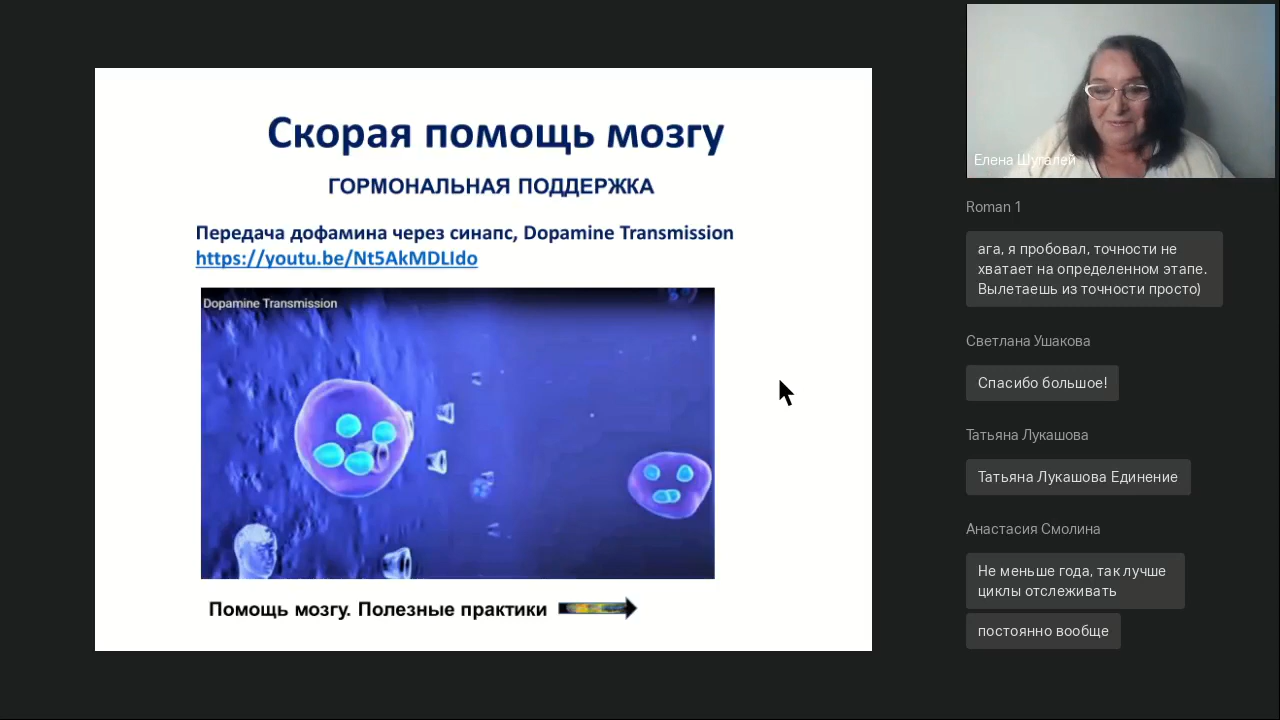 Скорая помощь мозгу
ГОРМОНАЛЬНАЯ ПОДДЕРЖКА
Передача дофамина через синапс, Dopamine Transmission
https://youtu.be/Nt5AkMDLIdo
Dopamine Transmission
Помощь мозгу. Полезные практики
Елена Шугалей
Roman 1
ага, я пробовал, точности не
хватает на определенном этапе.
Вылетаешь из точности просто)
Светлана Ушакова
Спасибо большое!
Татьяна Лукашова
Татьяна Лукашова Единение
Анастасия Смолина
Не меньше года, так лучше
циклы отслеживать
постоянно вообще